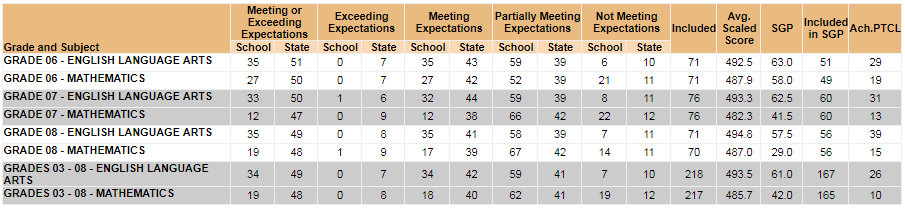 Grade and Subject Meeting or Exceeding Expectations Exceeding Expectations Meeting Expectations Partially Meeting Expectations Not Meeting Expectations Included Avg. Scaled Score SGP Included in SGP Ach.PTCL
School State School State School State School State School State
GRADE 06 - ENGLISH LANGUAGE ARTS 35 51 0 7 35 43 59 39 6 10 71 492.5 63.0 51 29
GRADE 06 - MATHEMATICS 27 50 0 7 27 42 52 39 21 11 71 487.9 58.0 49 19
GRADE 07 - ENGLISH LANGUAGE ARTS 33 50 1 6 32 44 59 39 8 11 76 493.3 62.5 60 31
GRADE 07 - MATHEMATICS 12 47 0 9 12 38 66 42 22 12 76 482.3 41.5 60 13
GRADE 08 - ENGLISH LANGUAGE ARTS 35 49 0 8 35 41 58 39 7 11 71 494.8 57.5 56 39
GRADE 08 - MATHEMATICS 19 48 1 9 17 39 67 42 14 11 70 487.0 29.0 56 15
GRADES 03 - 08 - ENGLISH LANGUAGE ARTS 34 49 0 7 34 42 59 41 7 10 218 493.5 61.0 167 26
GRADES 03 - 08 - MATHEMATICS 19 48 0 8 18 40 62 41 19 12 217 485.7 42.0 165 10